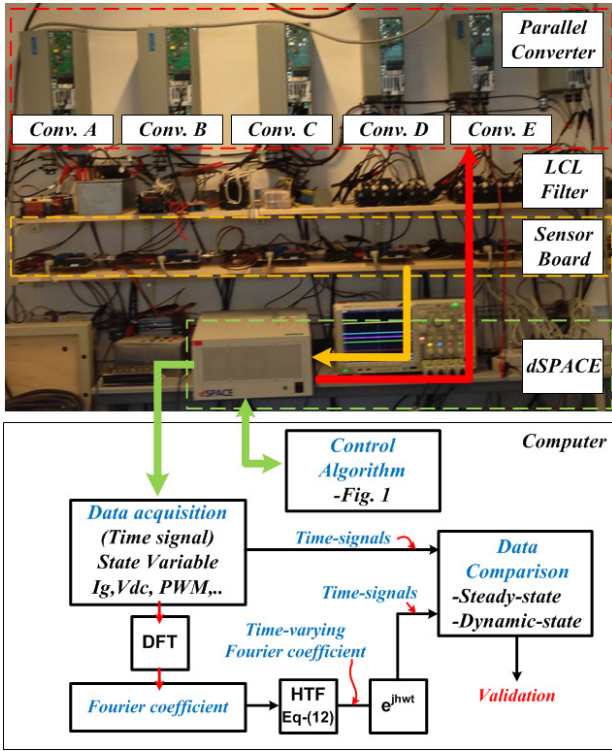 Parallel
Converter
Conv. A
Conv. B
Conv. C
Conv. D
Conv. E
LCL
Filter
Sensor
Board
dSPACE
dSPACE
Computer
Control
Algorithm
-Fig. 1
Data acquisition
(Time signal)
State Variable
Ig,Vdc, PWM,..
Time-signals
Data
Comparison
-Steady-state
-Dynamic-state
Time-signals
DFT
Time-varying
Fourier coefficient
Fourier coefficient
HTF
Eq-(12)
e^jhwt
Validation